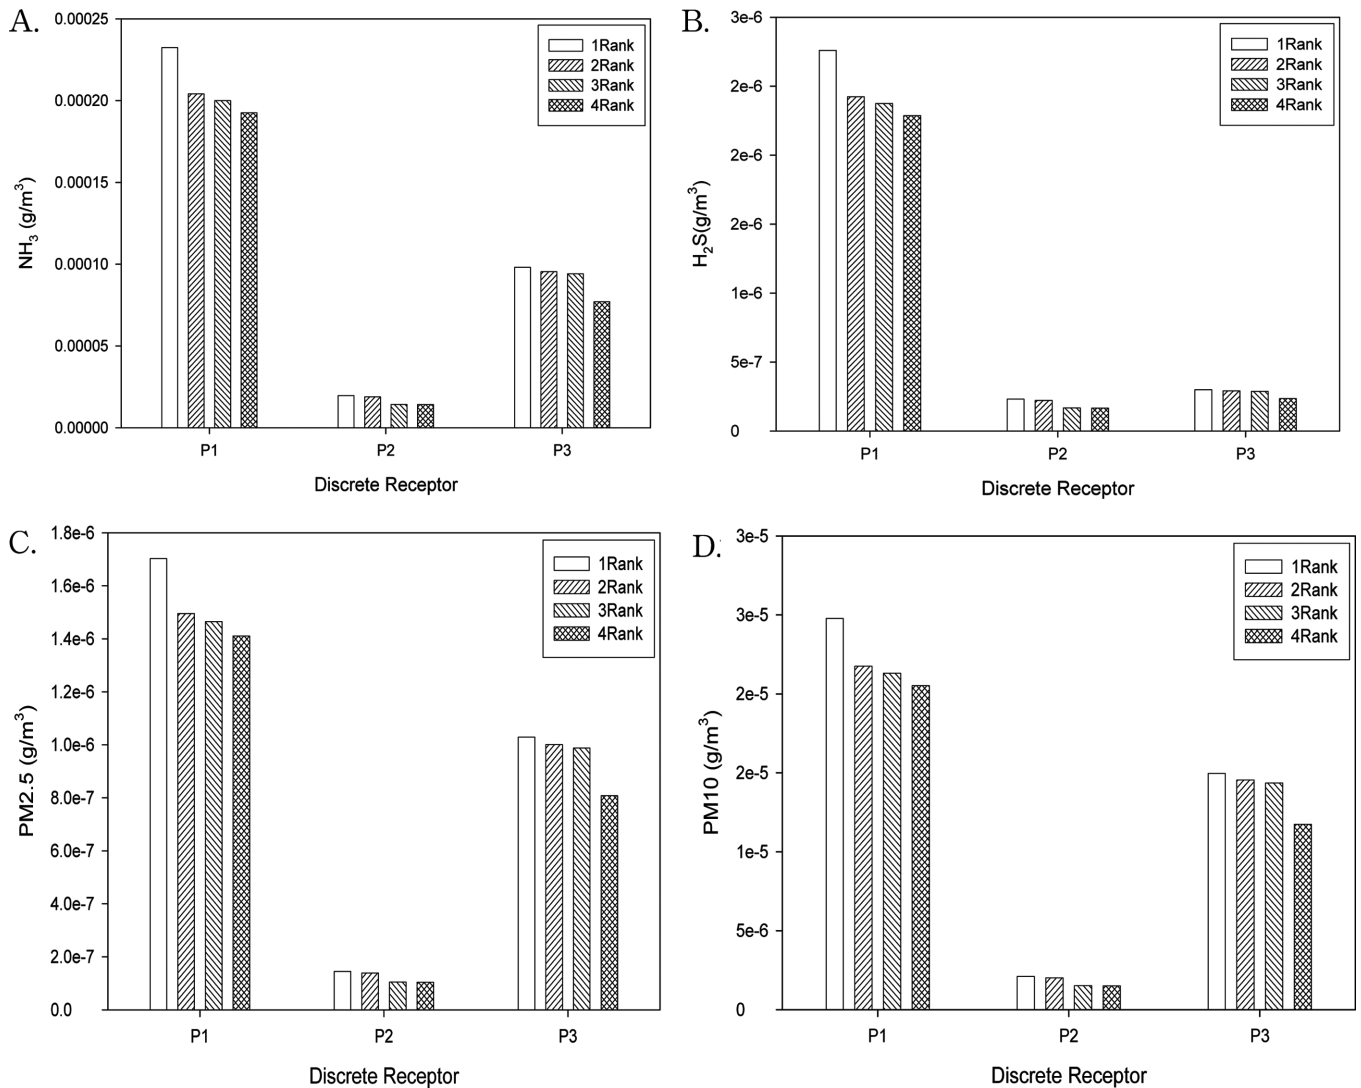 A.
NH3 (g/m3)
0.00025
0.00020
0.00015
0.00010
0.00005
0.00000
1Rank
2Rank
3Rank
4Rank
P1 P2 P3
Discrete Receptor
B.
H2S(g/m3)
3e-6
2e-6
2e-6
2e-6
1e-6
5e-7
0
1Rank
2Rank
3Rank
4Rank
P1 P2 P3
Discrete Receptor
C.
PM2.5 (g/m3)
1.8e-6
1.6e-6
1.4e-6
1.2e-6
1.0e-6
8.0e-7
6.0e-7
4.0e-7
2.0e-7
0.0
1Rank
2Rank
3Rank
4Rank
P1 P2 P3
Discrete Receptor
D.
PM10 (g/m3)
3e-5
3e-5
2e-5
2e-5
1e-5
5e-6
0
1Rank
2Rank
3Rank
4Rank
P1 P2 P3
Discrete Receptor